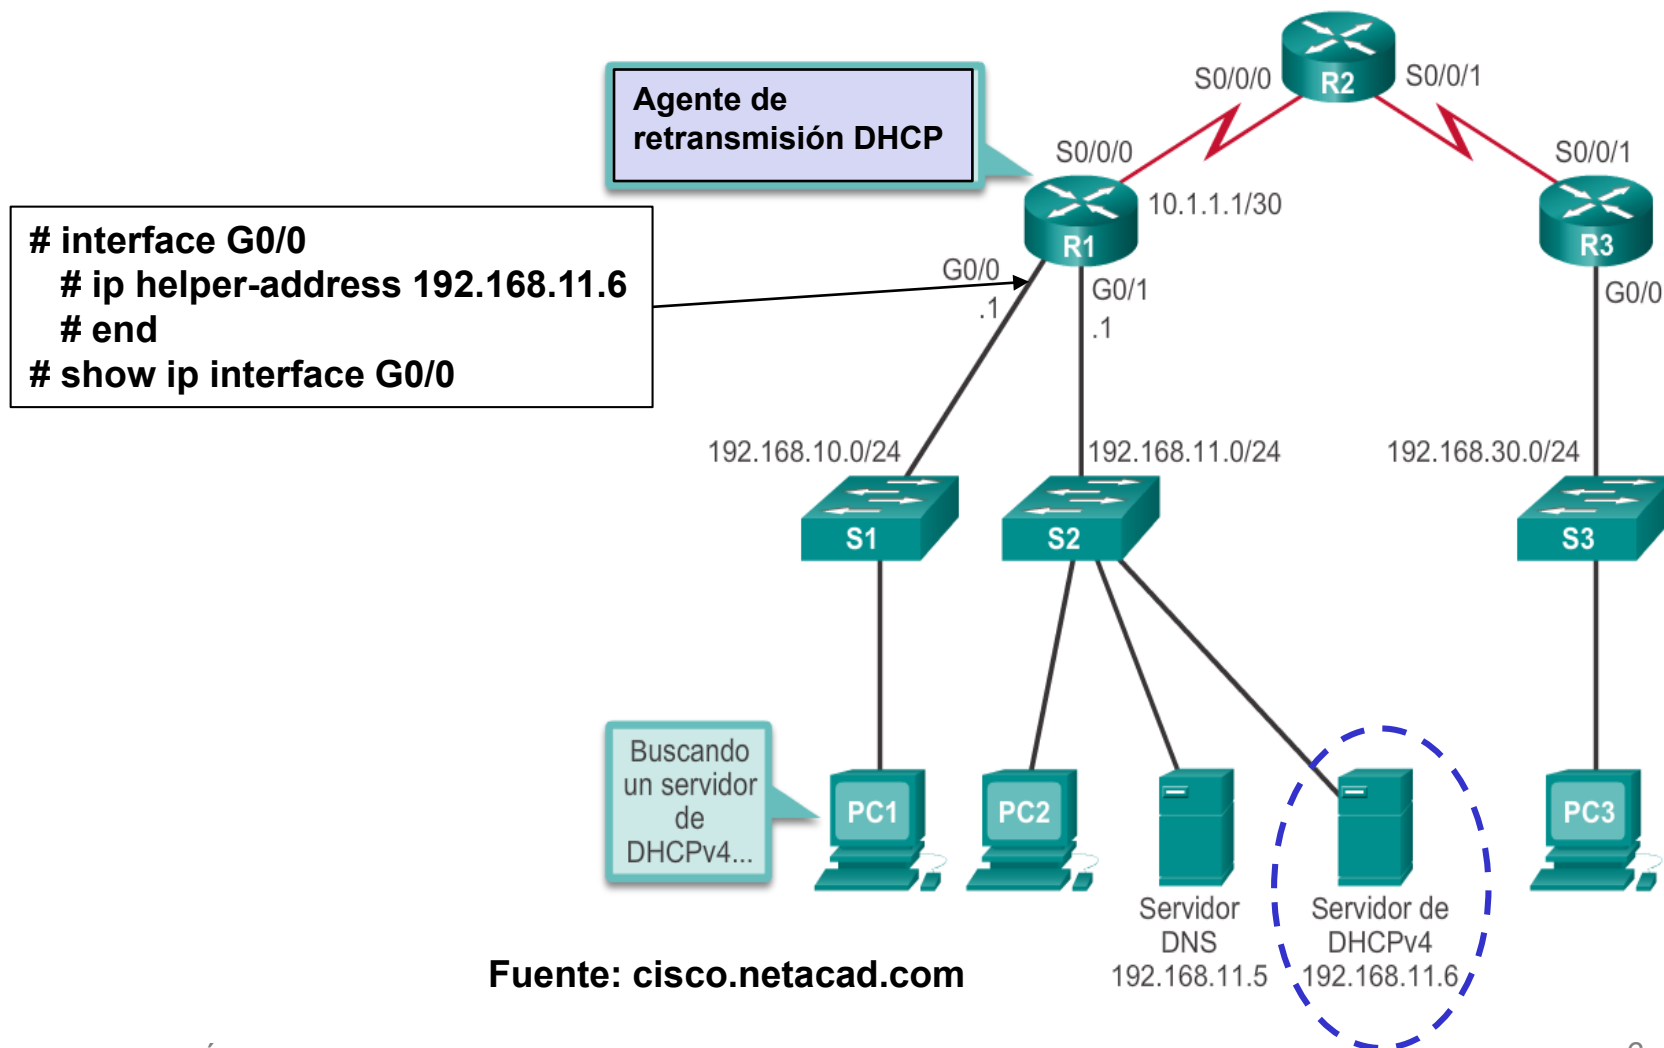 Agente de
retransmisión DHCP
S0/0/0
R2
S0/0/1
S0/0/0
S0/0/1
10.1.1.1/30
R1
R3
# interface G0/0
# ip helper-address 192.168.11.6
# end
# show ip interface G0/0
G0/0
.1
G0/1
.1
G0/0
192.168.10.0/24
192.168.11.0/24
192.168.30.0/24
S1
S2
S3
Buscando
un servidor
de
DHCPv4...
PC1
PC2
PC3
Servidor
DNS
192.168.11.5
Servidor de
DHCPv4
192.168.11.6
Fuente: cisco.netacad.com